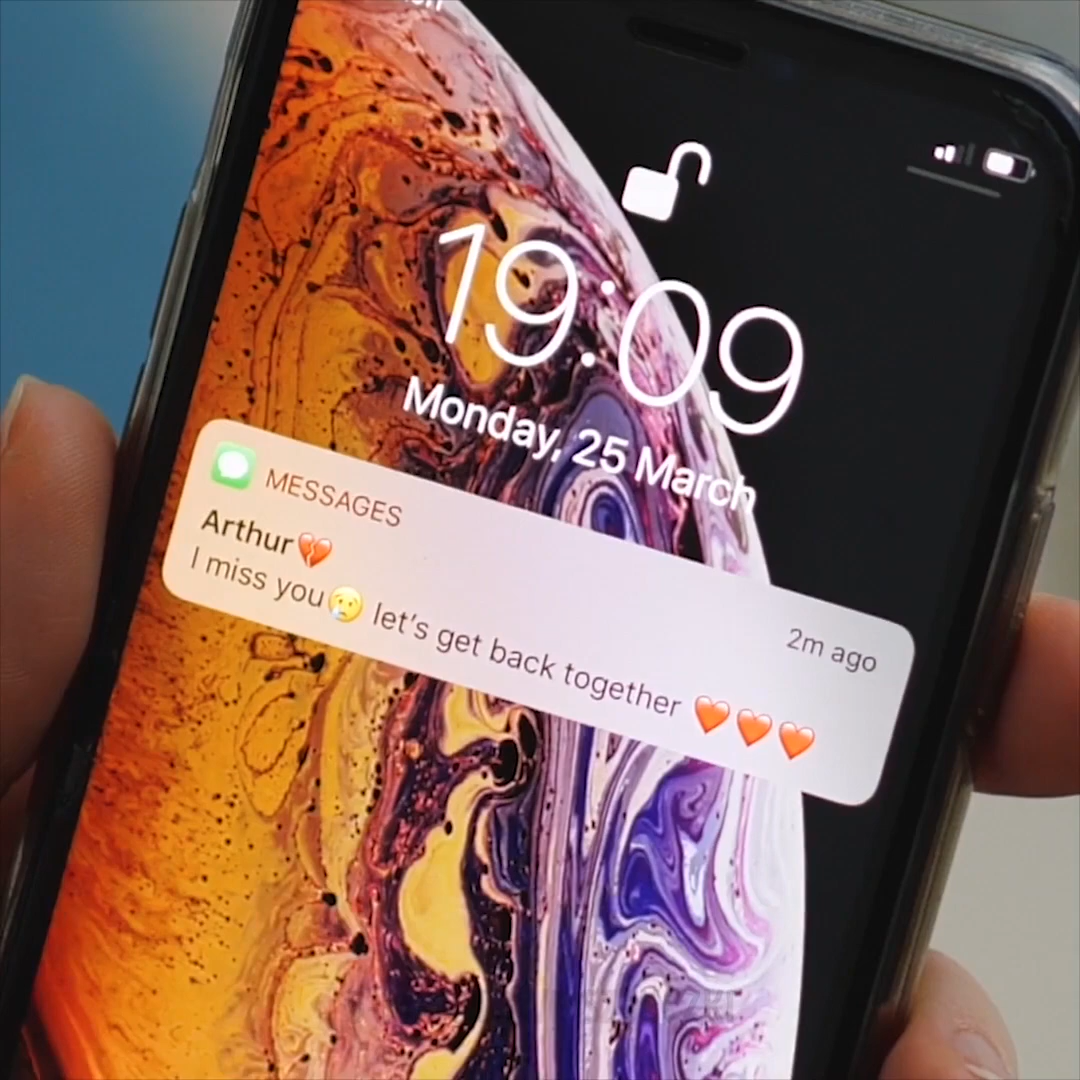 19:09
Monday, 25 March
MESSAGES
Arthur💔
2m ago
I miss you😢 let's get back together ❤️❤️❤️